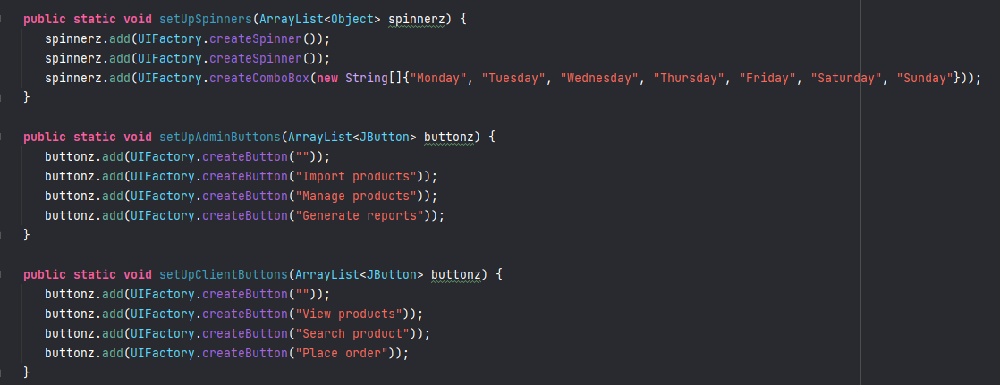 public static void setUpSpinners(ArrayList<Object> spinnerz) {
spinnerz.add(UIFactory.createSpinner());
spinnerz.add(UIFactory.createSpinner());
spinnerz.add(UIFactory.createComboBox(new String[]{"Monday", "Tuesday", "Wednesday", "Thursday", "Friday", "Saturday", "Sunday"}));
}
public static void setUpAdminButtons(ArrayList<JButton> buttonz) {
buttonz.add(UIFactory.createButton(""));
buttonz.add(UIFactory.createButton("Import products"));
buttonz.add(UIFactory.createButton("Manage products"));
buttonz.add(UIFactory.createButton("Generate reports"));
}
public static void setUpClientButtons(ArrayList<JButton> buttonz) {
buttonz.add(UIFactory.createButton(""));
buttonz.add(UIFactory.createButton("View products"));
buttonz.add(UIFactory.createButton("Search product"));
buttonz.add(UIFactory.createButton("Place order"));
}